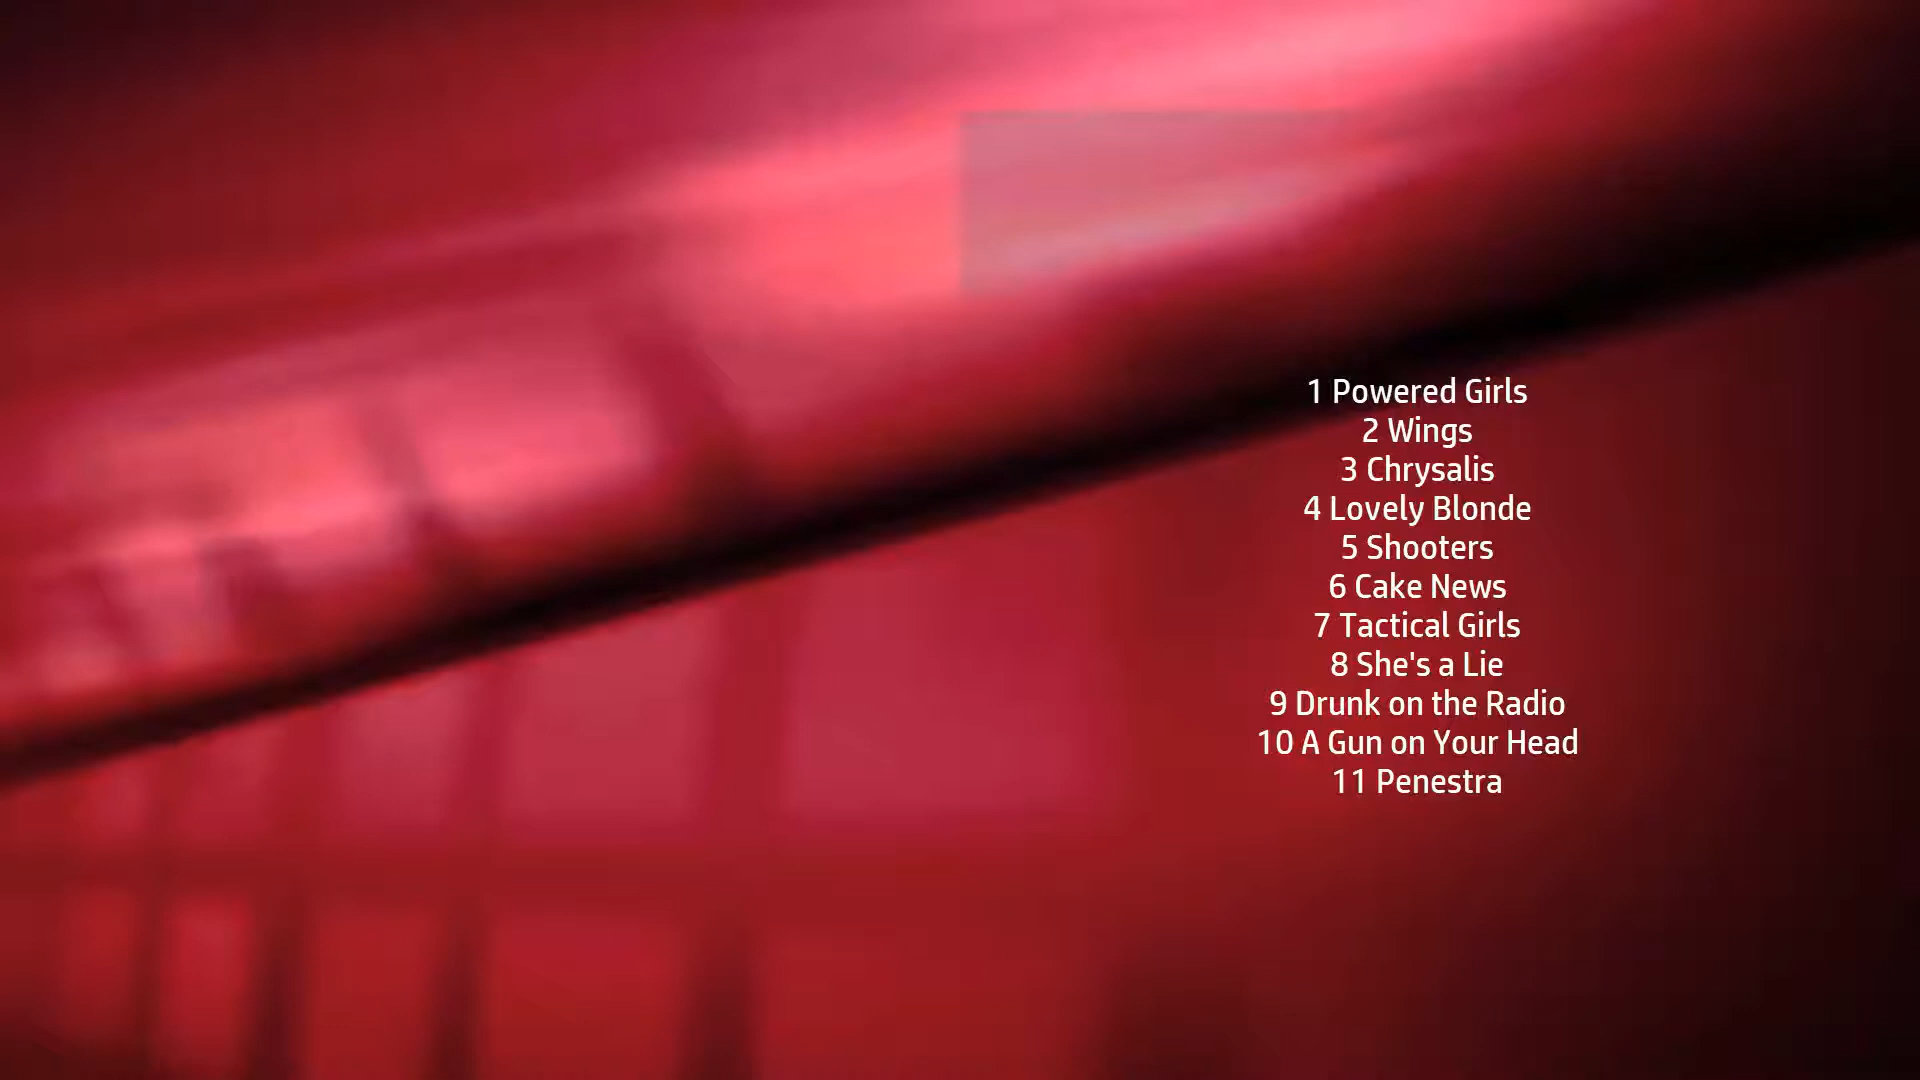 1 Powered Girls
2 Wings
3 Chrysalis
4 Lovely Blonde
5 Shooters
6 Cake News
7 Tactical Girls
8 She's a Lie
9 Drunk on the Radio
10 A Gun on Your Head
11 Penestra